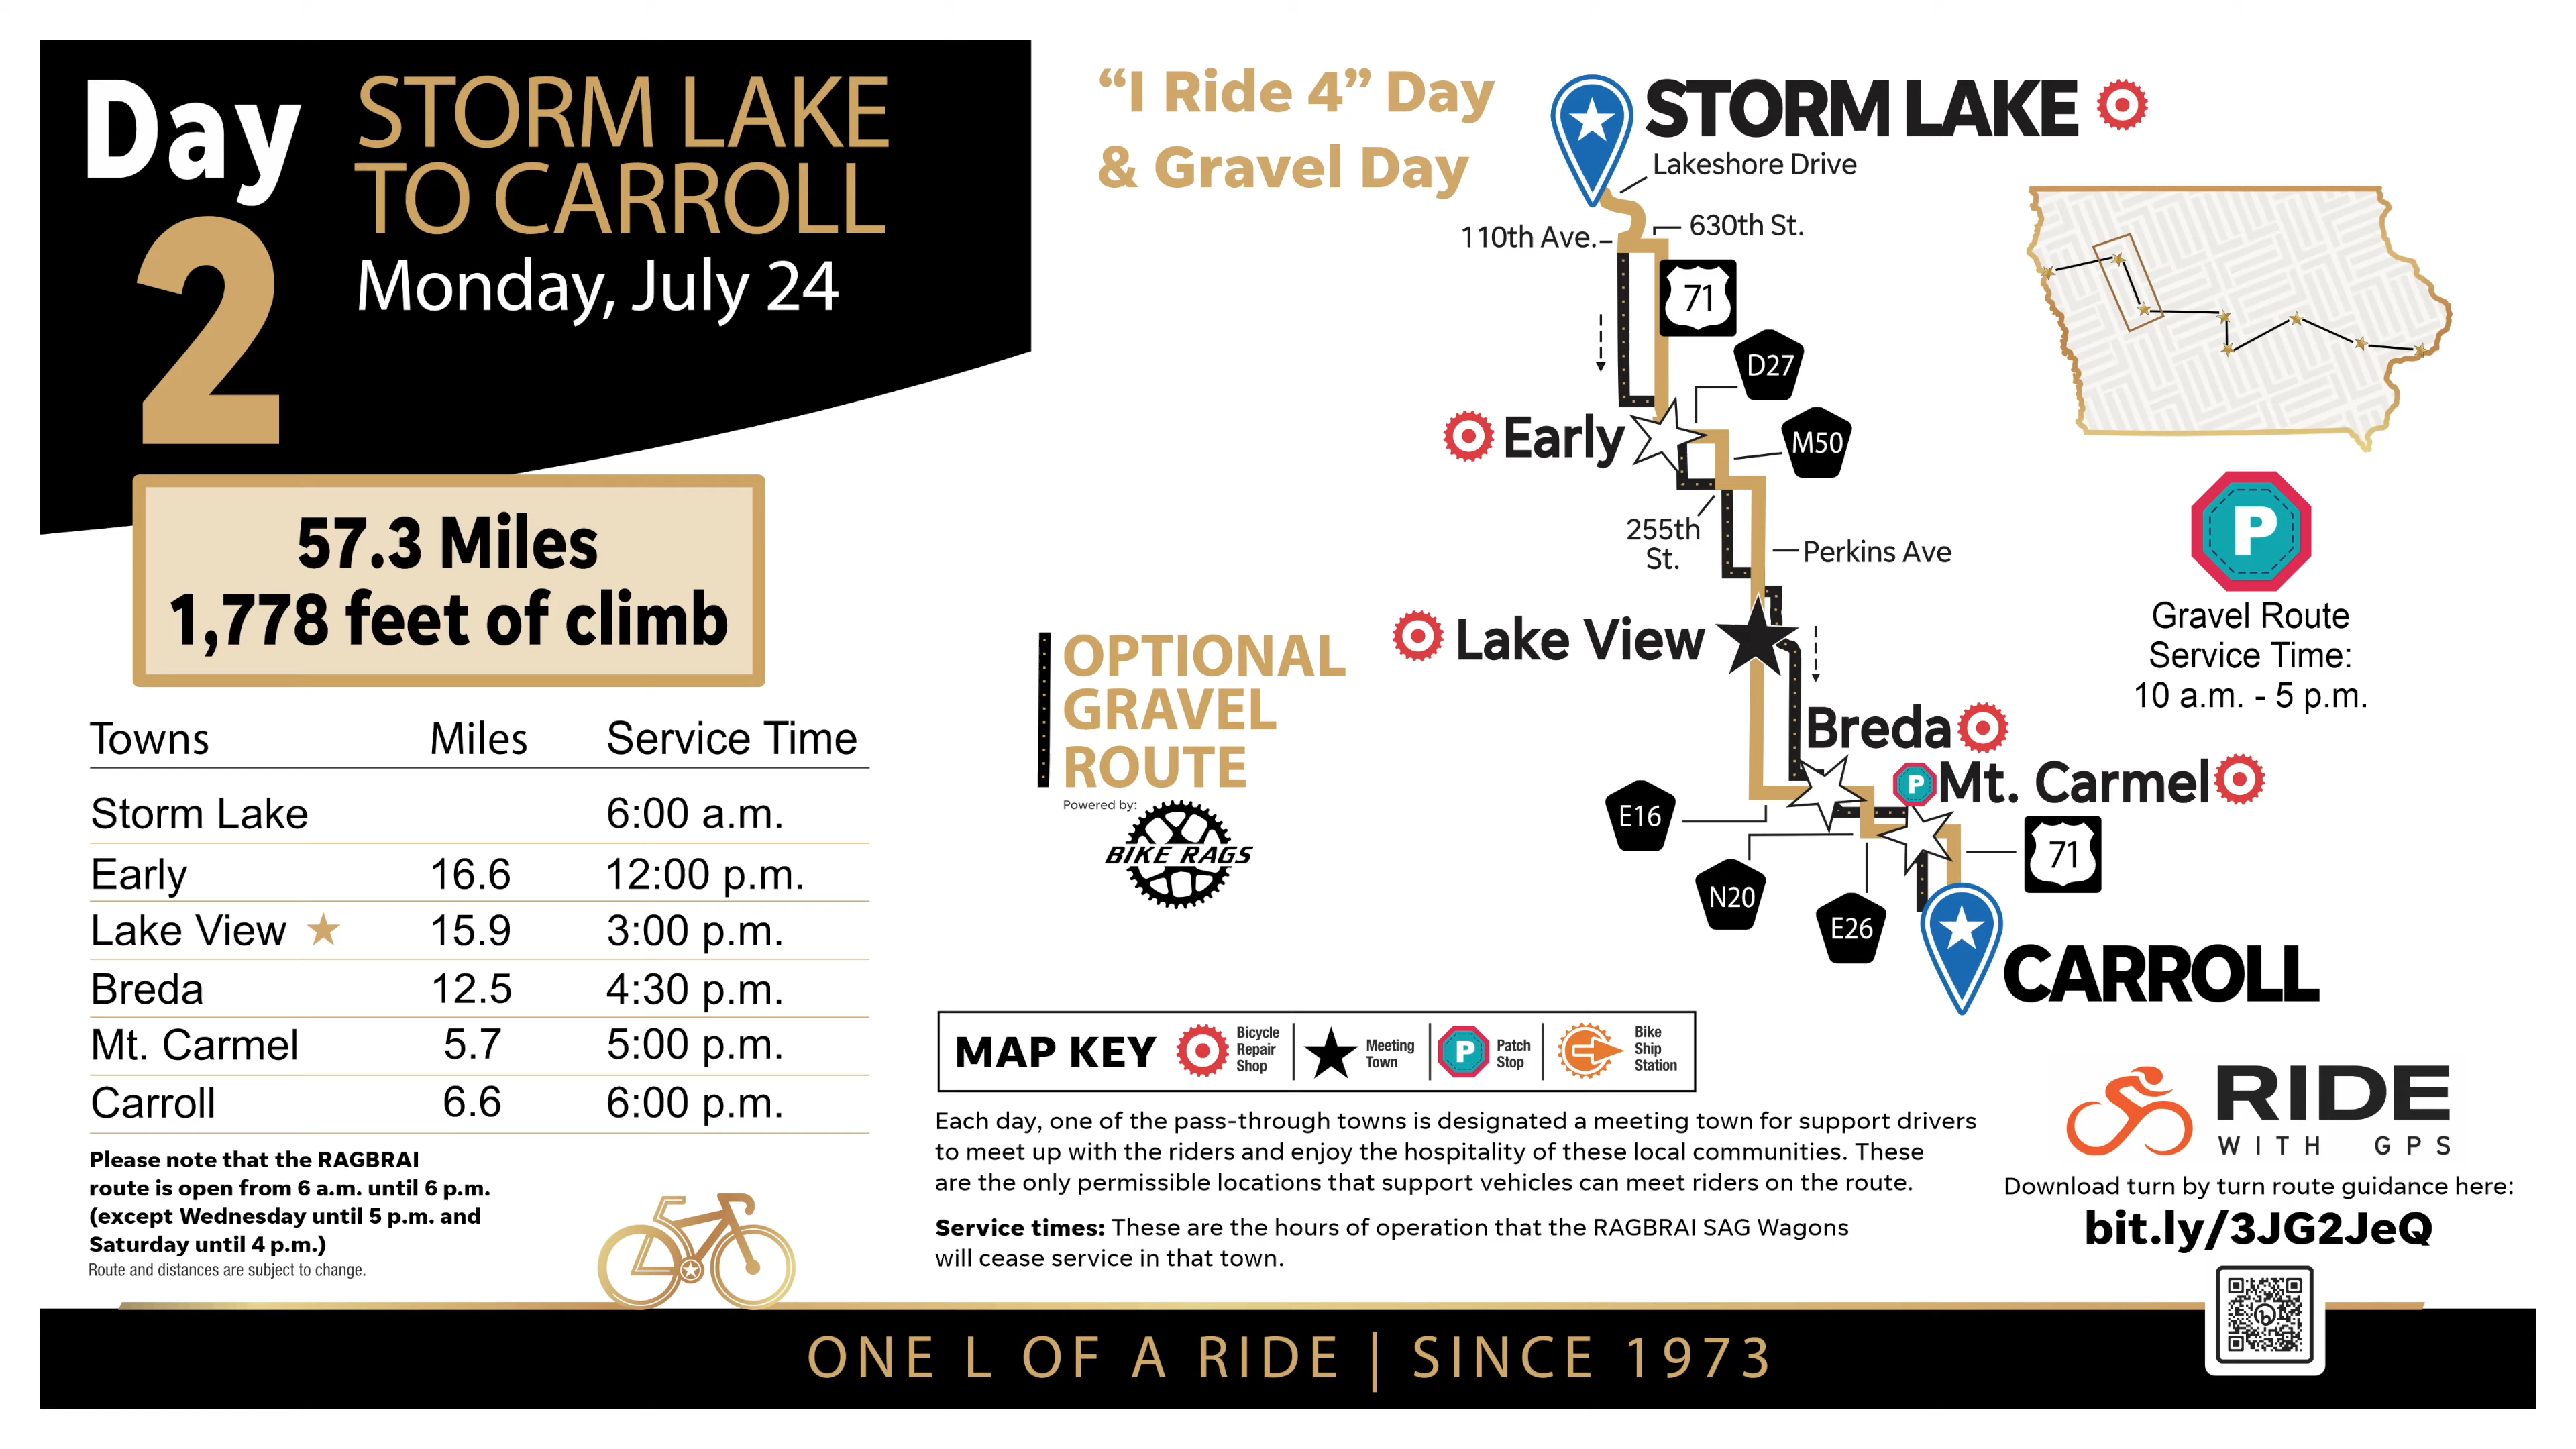 Day
2
STORM LAKE
TO CARROLL
Monday, July 24
57.3 Miles
1,778 feet of climb
Towns Miles Service Time
Storm Lake 6:00 a.m.
Early 16.6 12:00 p.m.
Lake View 15.9 3:00 p.m.
Breda 12.5 4:30 p.m.
Mt. Carmel 5.7 5:00 p.m.
Carroll 6.6 6:00 p.m.
Please note that the RAGBRAI
route is open from 6 a.m. until 6 p.m.
(except Wednesday until 5 p.m. and
Saturday until 4 p.m.)
Route and distances are subject to change.
“I Ride 4” Day
& Gravel Day
STORM LAKE
Lakeshore Drive
110th Ave.
630th St.
71
D27
Early
M50
255th
St.
Perkins Ave
Lake View
Breda
P
Mt. Carmel
E16
71
N20
E26
CARROLL
OPTIONAL
GRAVEL
ROUTE
Powered by:
BIKE RAGS
P
Gravel Route
Service Time:
10 a.m. - 5 p.m.
MAP KEY
Bicycle
Repair
Shop
Meeting
Town
P
Patch
Stop
Bike
Ship
Station
Each day, one of the pass-through towns is designated a meeting town for support drivers
to meet up with the riders and enjoy the hospitality of these local communities. These
are the only permissible locations that support vehicles can meet riders on the route.
Service times: These are the hours of operation that the RAGBRAI SAG Wagons
will cease service in that town.
RIDE
WITH GPS
Download turn by turn route guidance here:
bit.ly/3JG2JeQ
ONE L OF A RIDE | SINCE 1973